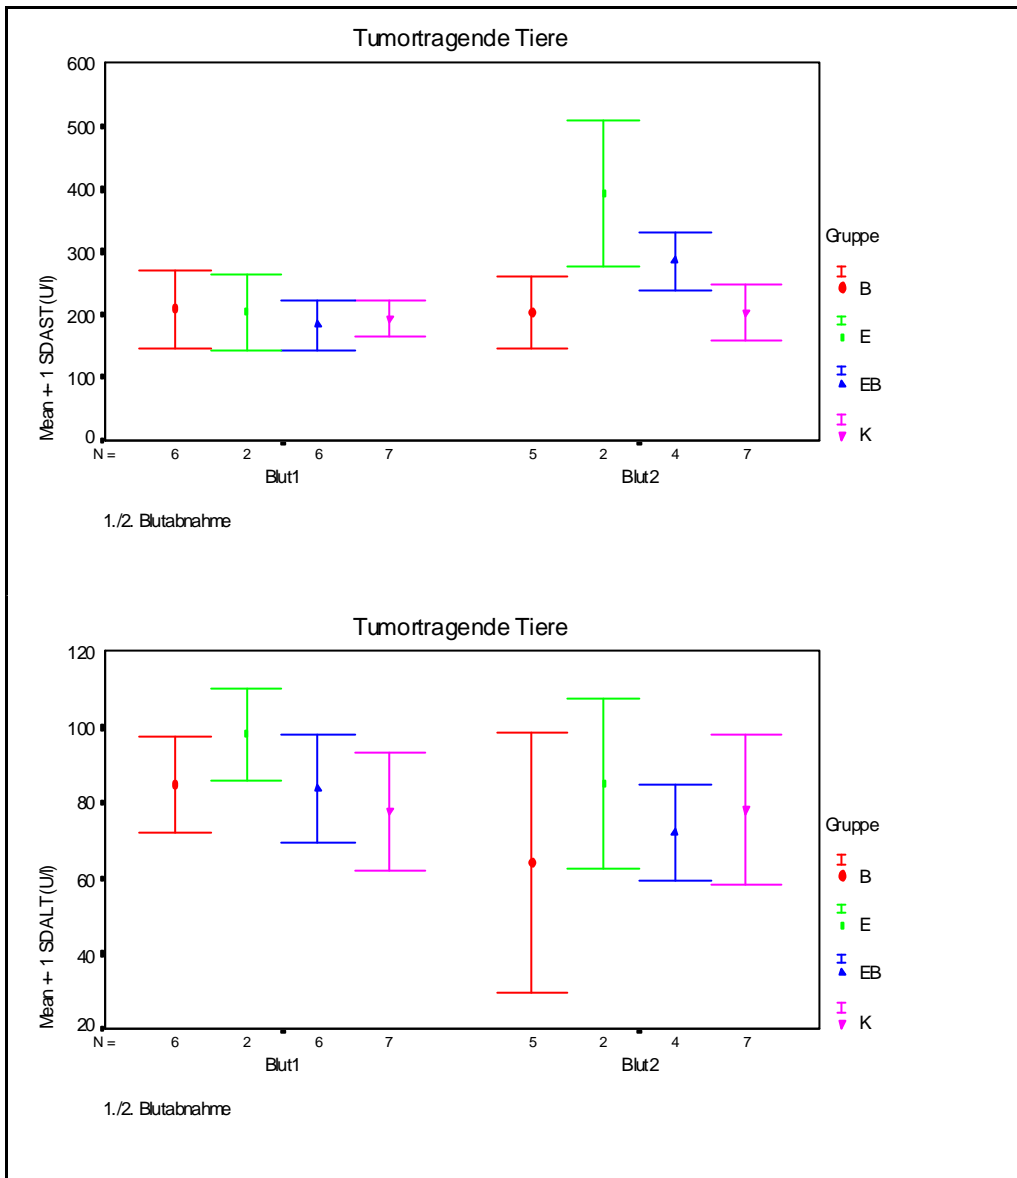 Tumortragende Tiere
600
500
400
300
200
100
0
Mean +- 1 SDAST (U/l)
N = 6 2 6 7 5 2 4 7
Blut1 Blut2
1./2. Blutabnahme
Gruppe
B
E
EB
K
Tumortragende Tiere
120
100
80
60
40
20
Mean +- 1 SDALT (U/l)
N = 6 2 6 7 5 2 4 7
Blut1 Blut2
1./2. Blutabnahme
Gruppe
B
E
EB
K